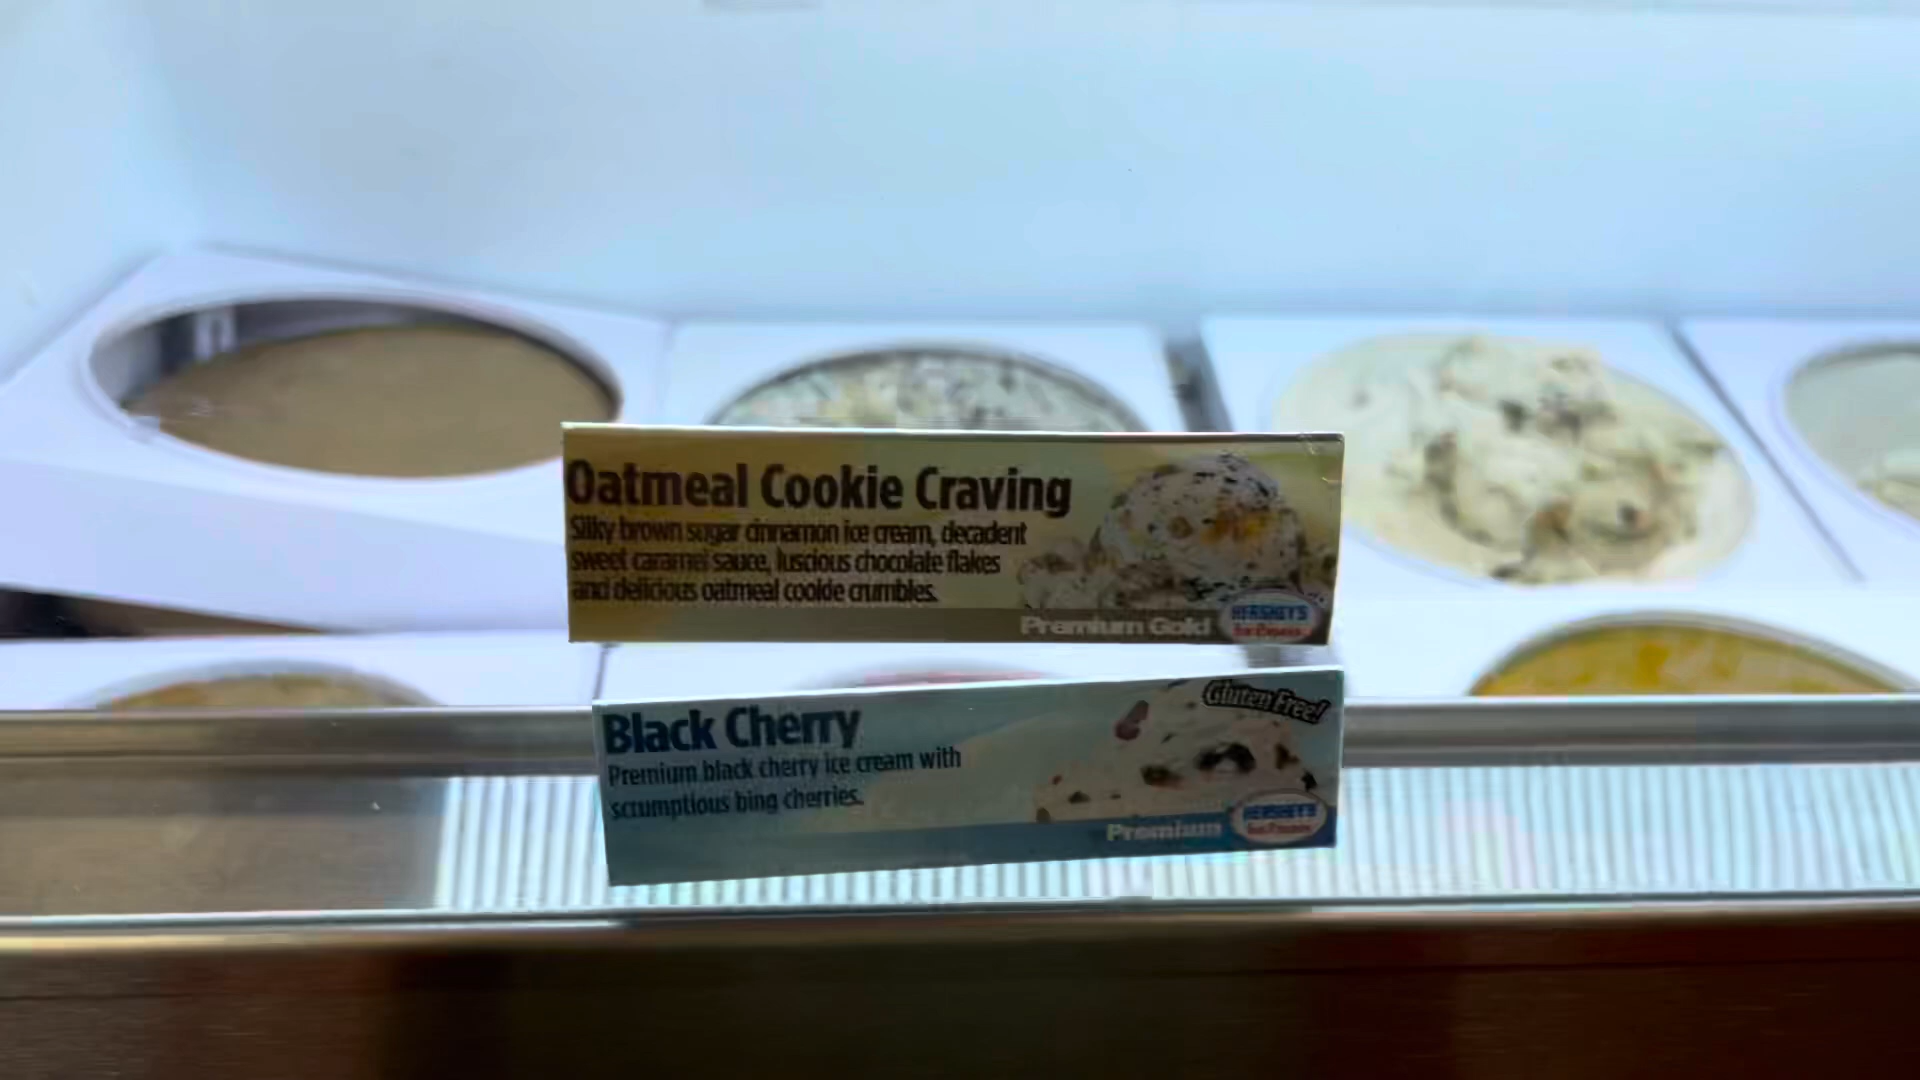 Oatmeal Cookie Craving
Silky brown sugar cinnamon ice cream, decadent
sweet caramel sauce, luscious chocolate flakes
and delicious oatmeal cookie crumbles.
Premium Gold
HERSHEY'S
Ice Cream
Gluten Free!
Black Cherry
Premium black cherry ice cream with
scrumptious bing cherries.
Premium
HERSHEY'S
Ice Cream